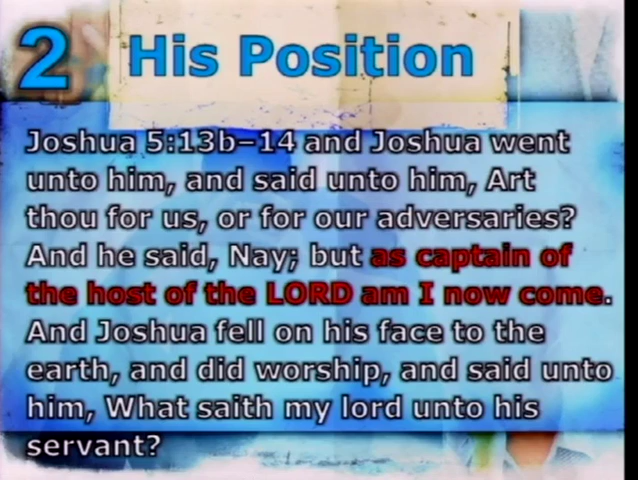 2 His Position
Joshua 5:13b–14 and Joshua went
unto him, and said unto him, Art
thou for us, or for our adversaries?
And he said, Nay; but as captain of
the host of the LORD am I now come.
And Joshua fell on his face to the
earth, and did worship, and said unto
him, What saith my lord unto his
servant?